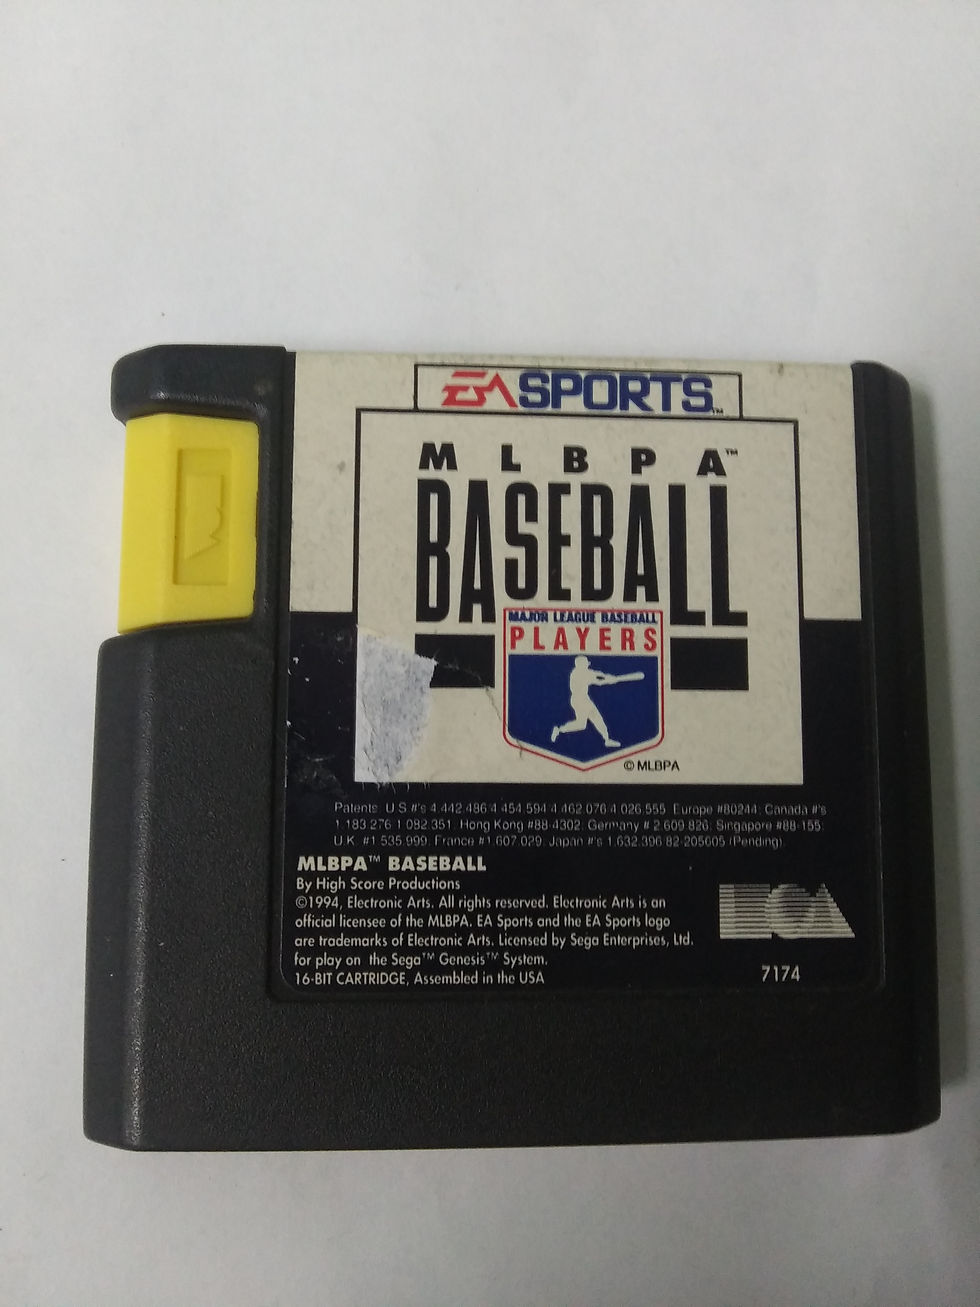 EA SPORTS™
MLBPA™
BASEBALL
MAJOR LEAGUE BASEBALL
PLAYERS
© MLBPA
Patents: U.S.#'s 4,442,486/4,454,594/4,462,076/4,026,555; Europe #80244; Canada #'s
1,183,276/1,082,351; Hong Kong #88-4302; Germany # 2,609,826; Singapore #88-155;
U.K. #1,535,999; France #1,607,029; Japan #'s 1,632,396/82-205605 (Pending)
MLBPA™ BASEBALL
By High Score Productions
©1994, Electronic Arts. All rights reserved. Electronic Arts is an
official licensee of the MLBPA. EA Sports and the EA Sports logo
are trademarks of Electronic Arts. Licensed by Sega Enterprises, Ltd.
for play on the Sega™ Genesis™ System.
16-BIT CARTRIDGE, Assembled in the USA
7174